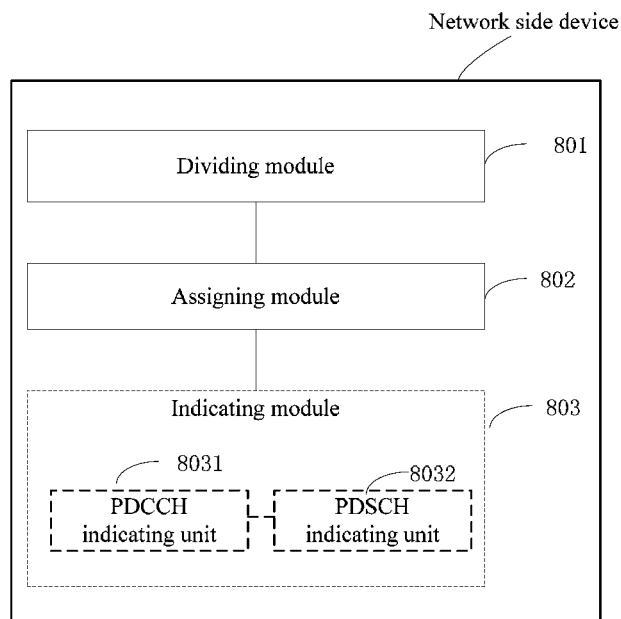 Network side device
Dividing module
801
Assigning module
802
Indicating module
803
8031
8032
PDCCH
indicating unit
PDSCH
indicating unit